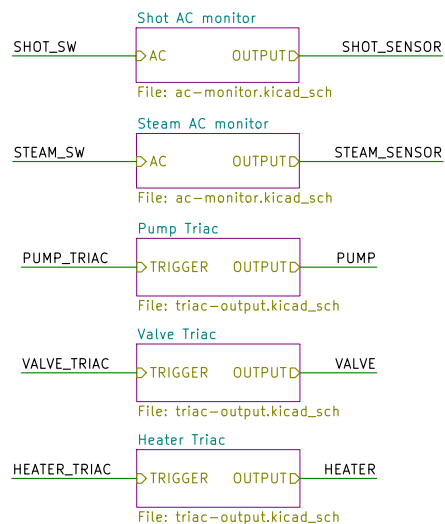 Shot AC monitor
SHOT_SW AC OUTPUT SHOT_SENSOR
File: ac-monitor.kicad_sch
Steam AC monitor
STEAM_SW AC OUTPUT STEAM_SENSOR
File: ac-monitor.kicad_sch
Pump Triac
PUMP_TRIAC TRIGGER OUTPUT PUMP
File: triac-output.kicad_sch
Valve Triac
VALVE_TRIAC TRIGGER OUTPUT VALVE
File: triac-output.kicad_sch
Heater Triac
HEATER_TRIAC TRIGGER OUTPUT HEATER
File: triac-output.kicad_sch